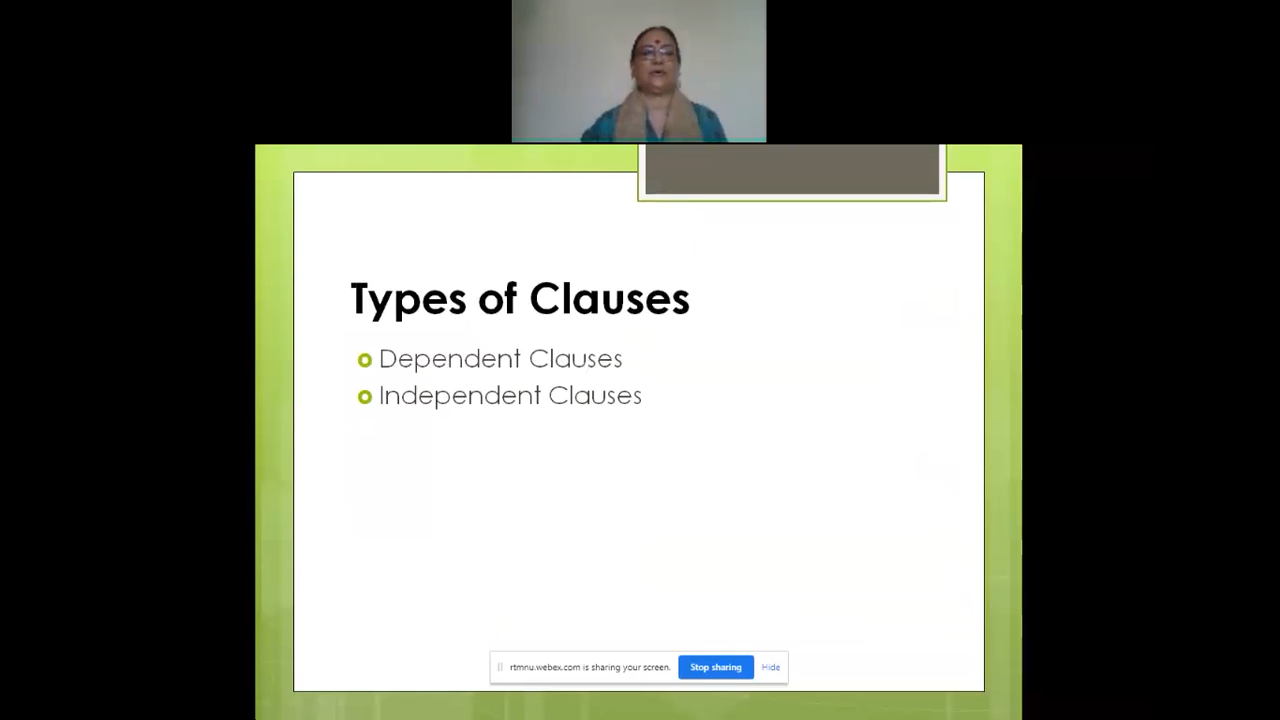 Types of Clauses
Dependent Clauses
Independent Clauses
rtmnu.webex.com is sharing your screen. Stop sharing Hide